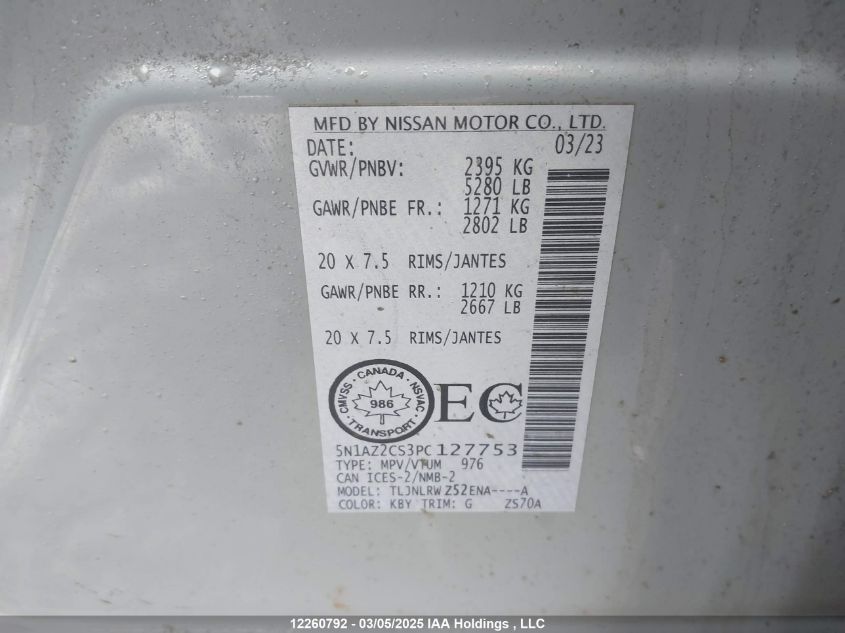 MFD BY NISSAN MOTOR CO., LTD.
DATE: 03/23
GVWR/PNBV: 2395 KG
5280 LB
GAWR/PNBE FR.: 1271 KG
2802 LB
20 X 7.5 RIMS/JANTES
GAWR/PNBE RR.: 1210 KG
2667 LB
20 X 7.5 RIMS/JANTES
CANADA
CMVSS NSVAC
986
TRANSPORT
EC
5N1AZ2CS3PC127753
TYPE: MPV/VTUM 976
CAN ICES-2/NMB-2
MODEL: TLJNLRW Z52ENA----A
COLOR: KBY TRIM: G ZS70A
12260792 - 03/05/2025 IAA Holdings , LLC